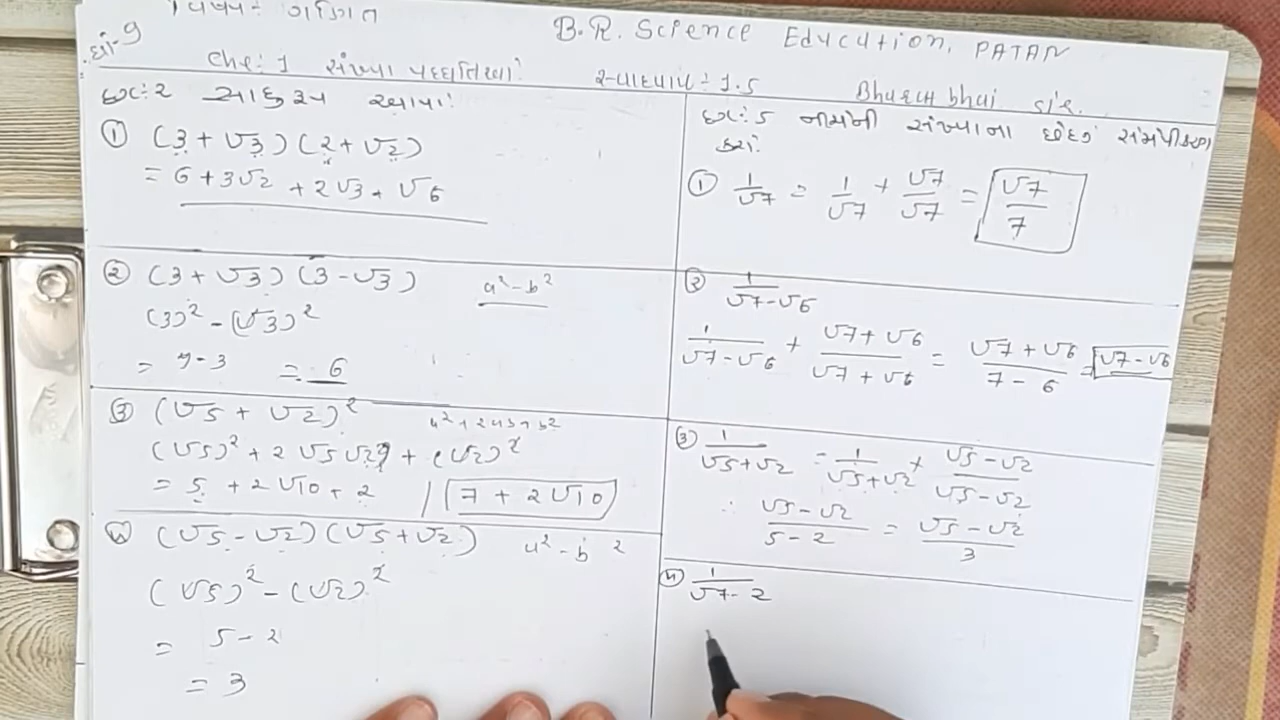 વિષય:- ગણિત
B.R. Science Education, PATAN
ધો-9
ch: 1 સંખ્યા પદ્ધતિઓ: સ્વાધ્યાય:- 1.5 Bharat bhai sir.
પ્રશ્ન:2 સાદુરૂપ આપો:
① (3 + √3) (2 + √2)
= 6 + 3√2 + 2√3 + √6
② (3 + √3) (3 - √3) a² - b²
(3)² - (√3)²
= 9 - 3 = 6
③ (√5 + √2)² a² + 2ab + b²
(√5)² + 2√5√2 + (√2)²
= 5 + 2√10 + 2 / 7 + 2√10
(√5 - √2) (√5 + √2) a² - b²
(√5)² - (√2)²
= 5 - 2
= 3
પ્રશ્ન: 5 નીચેની સંખ્યાના છેદનું સંમેયીકરણ
કરો:
① 1/√7 = 1/√7 + √7/√7 = √7/7
② 1/√7-√6
1/√7-√6 + √7+√6/√7+√6 = √7+√6/7-6 = √7-√6
③ 1/√5+√2 = 1/√5+√2 + √5-√2/√5-√2
∴ √5-√2/5-2 = √5-√2/3
④ 1/√7-2